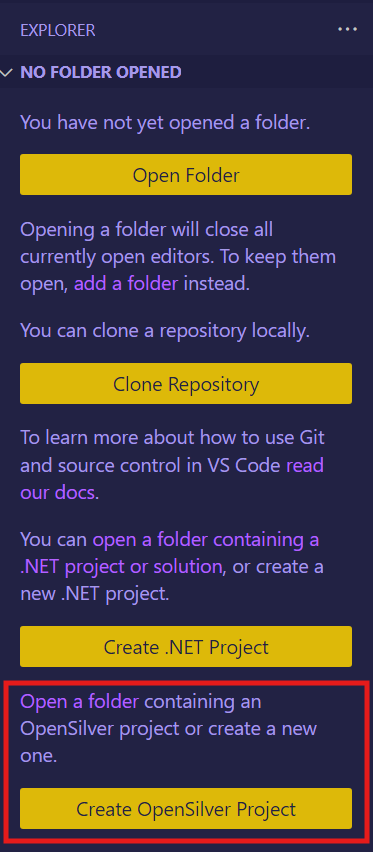 EXPLORER
NO FOLDER OPENED
You have not yet opened a folder.
Open Folder
Opening a folder will close all
currently open editors. To keep them
open, add a folder instead.
You can clone a repository locally.
Clone Repository
To learn more about how to use Git
and source control in VS Code read
our docs.
You can open a folder containing a
.NET project or solution, or create a
new .NET project.
Create .NET Project
Open a folder containing an
OpenSilver project or create a new
one.
Create OpenSilver Project